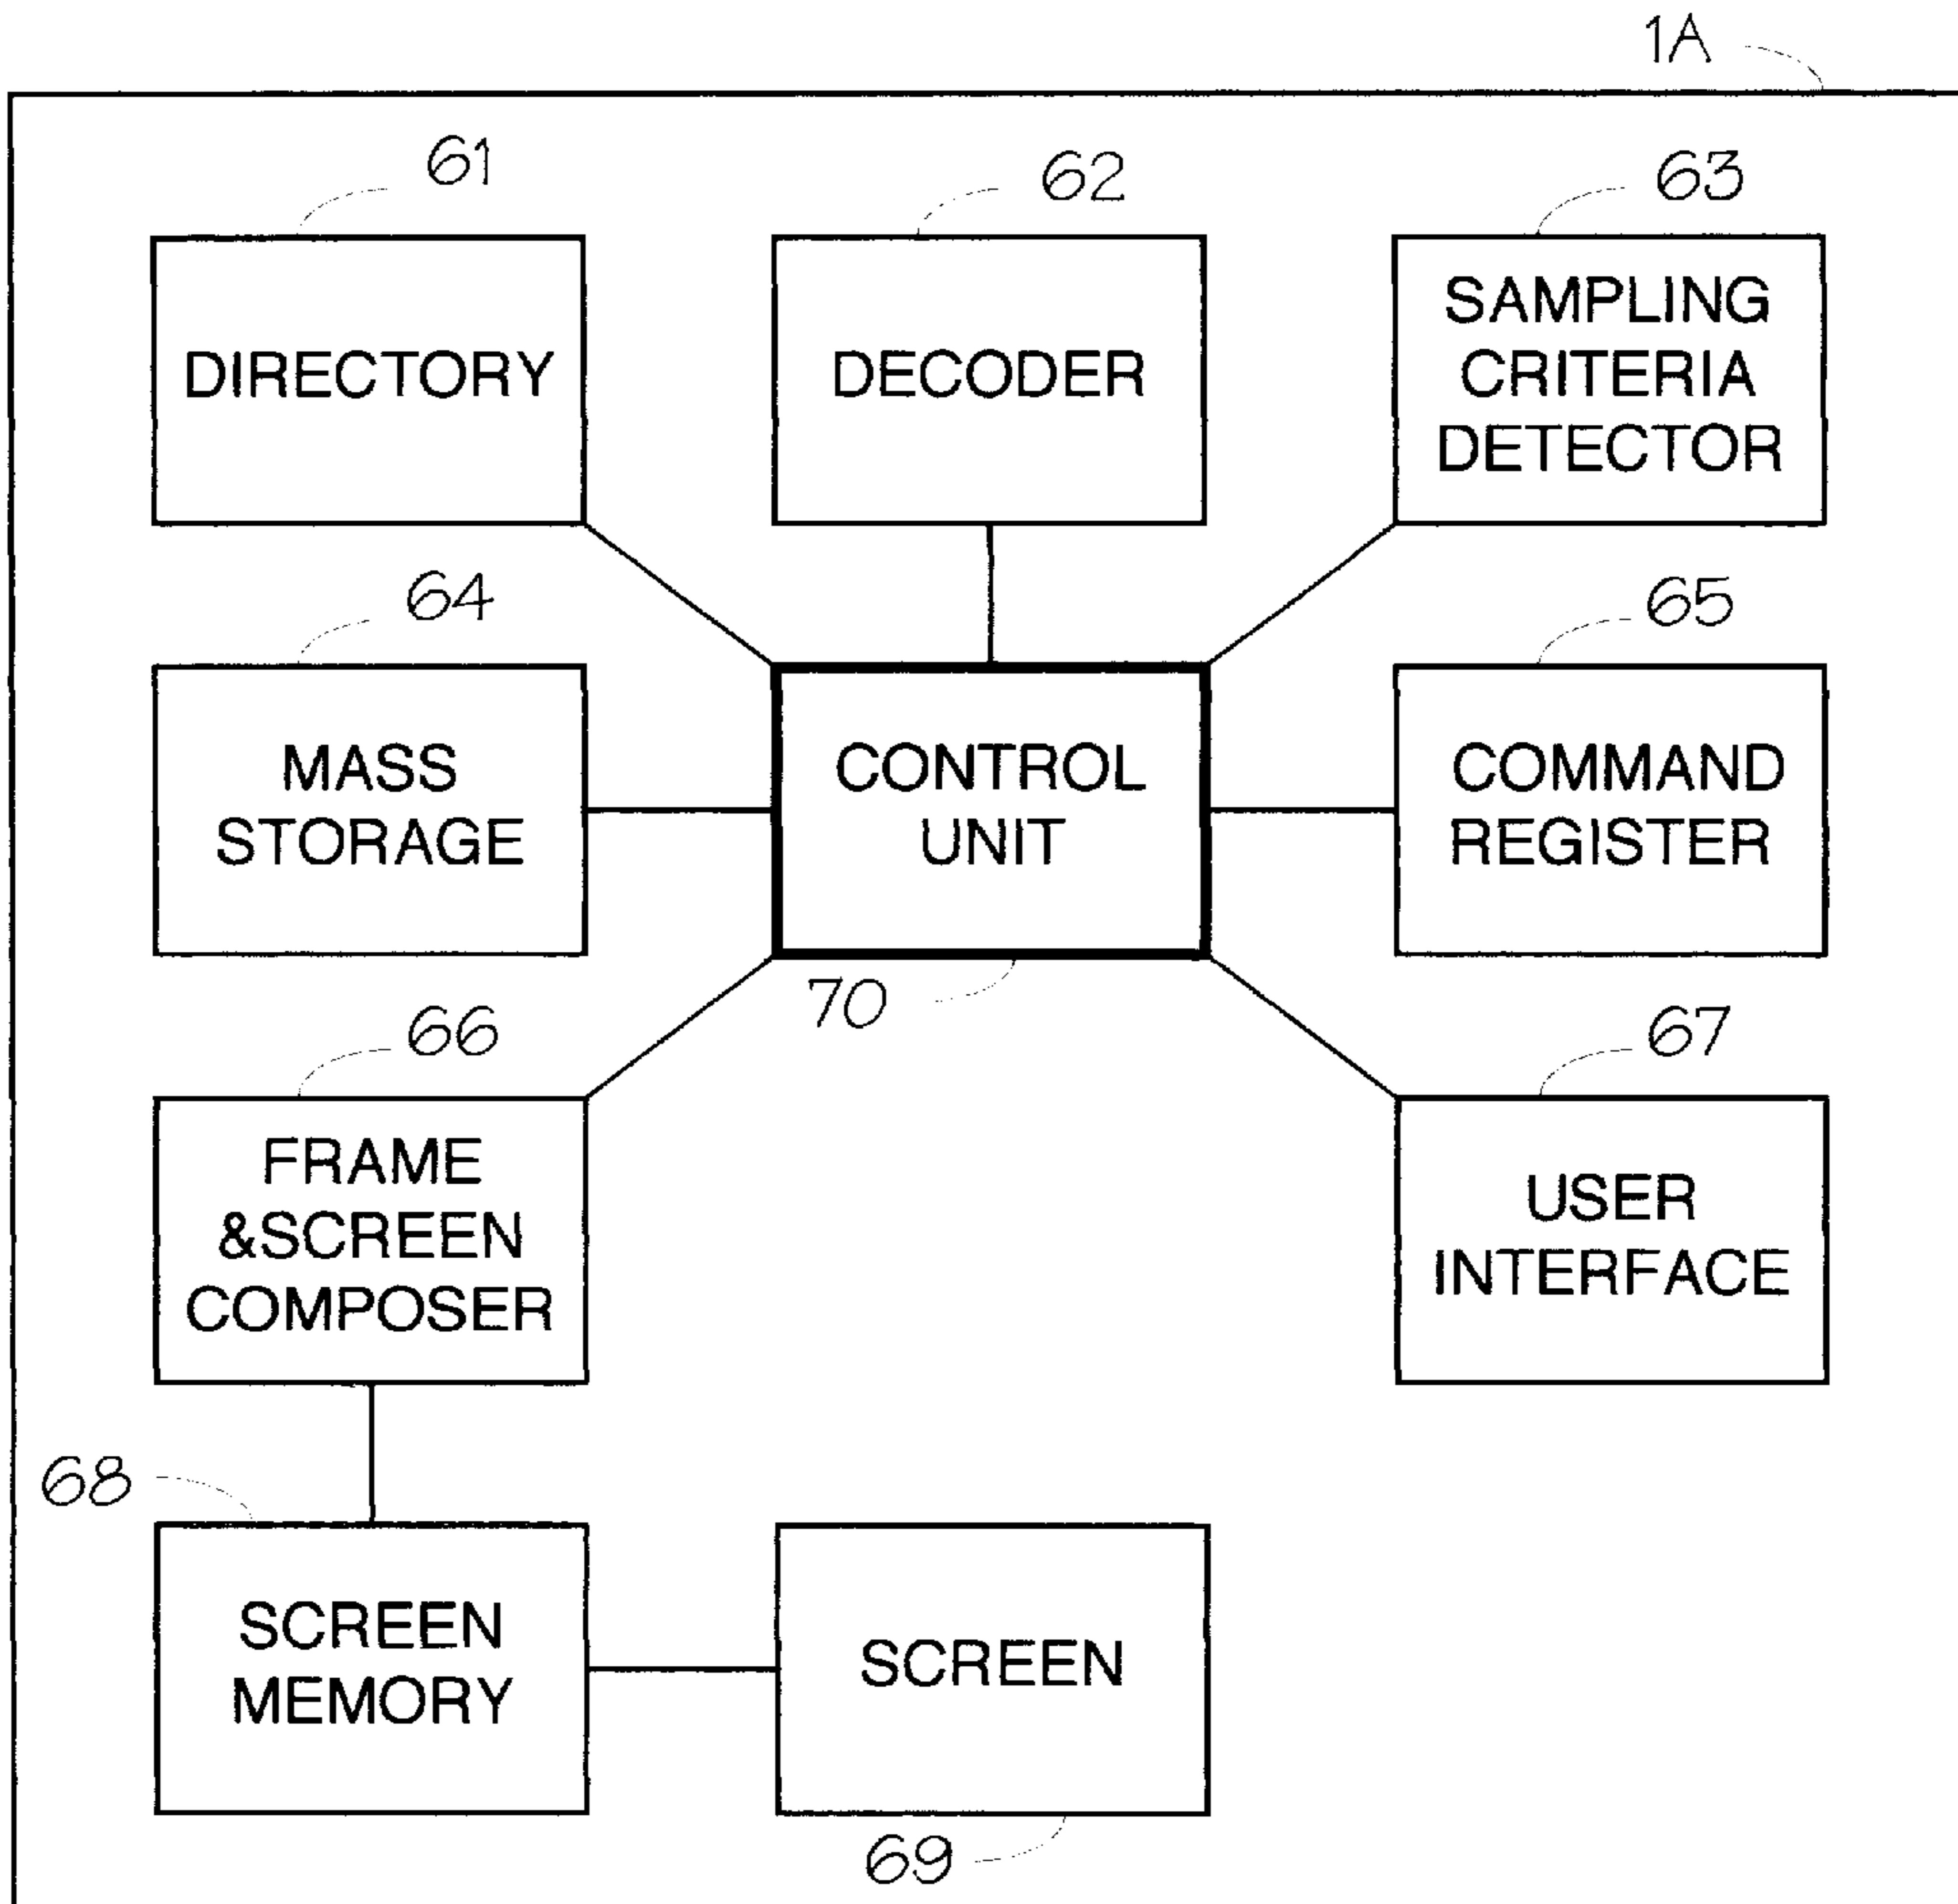 1A
61
62
63
DIRECTORY
DECODER
SAMPLING
CRITERIA
DETECTOR
64
65
MASS
STORAGE
CONTROL
UNIT
COMMAND
REGISTER
70
66
67
FRAME
&SCREEN
COMPOSER
USER
INTERFACE
68
SCREEN
MEMORY
SCREEN
69